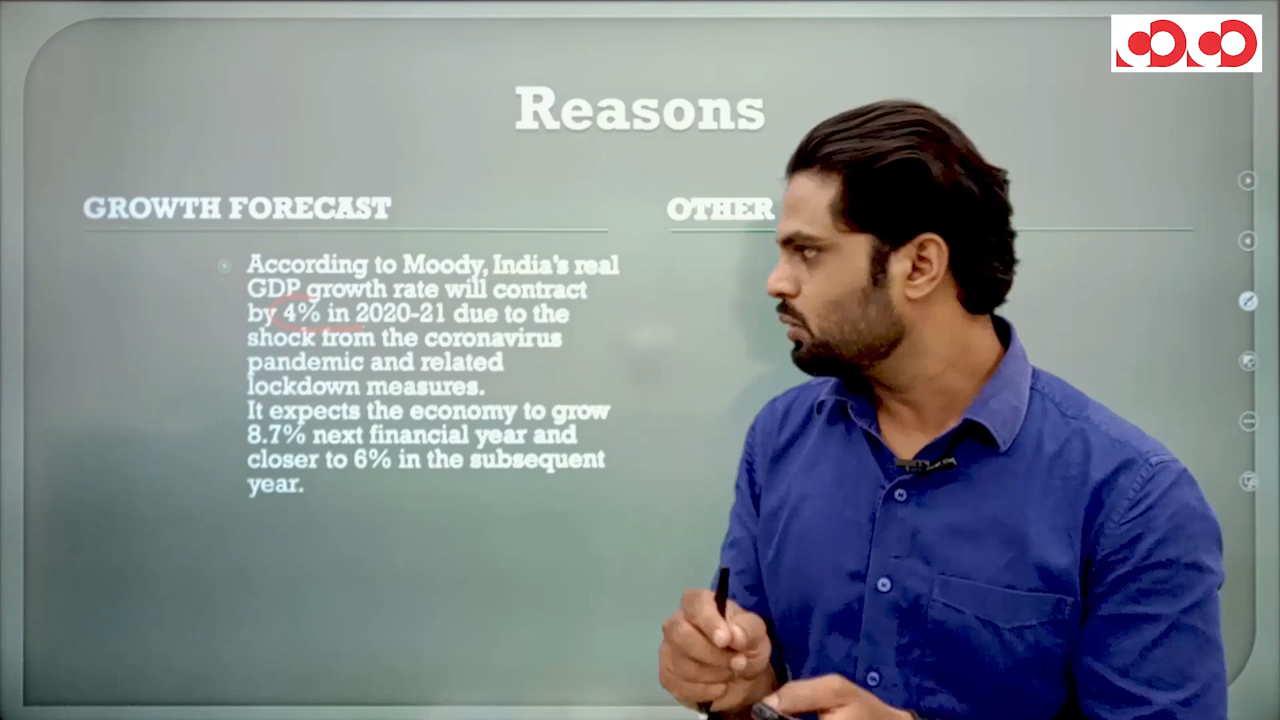 Reasons
GROWTH FORECAST
OTHER
According to Moody, India's real
GDP growth rate will contract
by 4% in 2020-21 due to the
shock from the coronavirus
pandemic and related
lockdown measures.
It expects the economy to grow
8.7% next financial year and
closer to 6% in the subsequent
year.